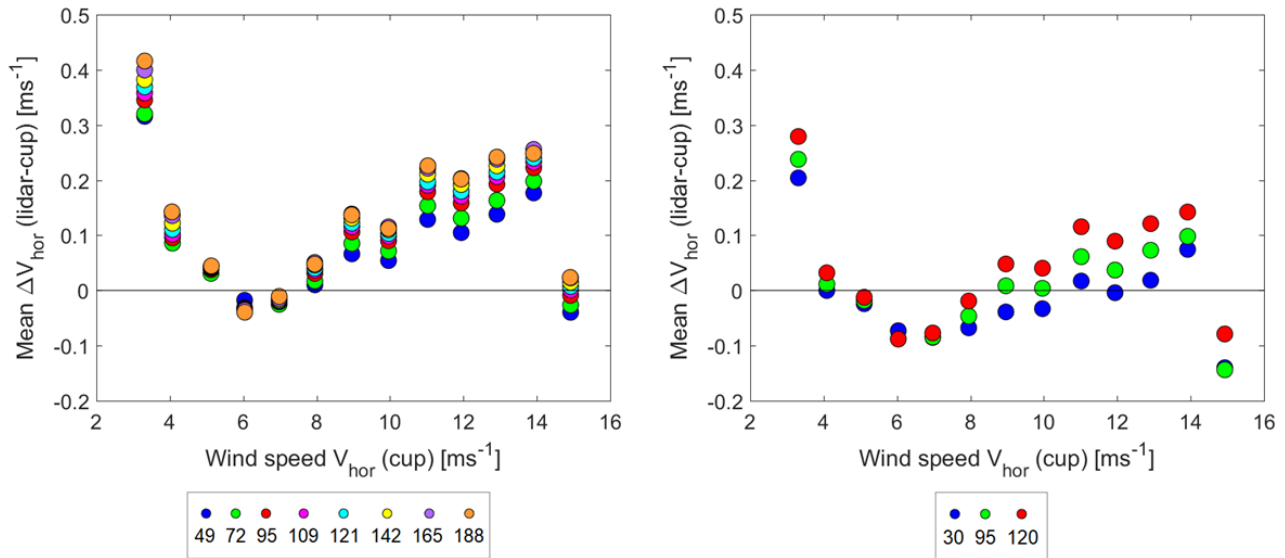 0.5
0.4
0.3
0.2
0.1
0
-0.1
-0.2
Mean ΔV_hor (lidar-cup) [ms⁻¹]
2 4 6 8 10 12 14 16
Wind speed V_hor (cup) [ms⁻¹]
49 72 95 109 121 142 165 188
0.5
0.4
0.3
0.2
0.1
0
-0.1
-0.2
Mean ΔV_hor (lidar-cup) [ms⁻¹]
2 4 6 8 10 12 14 16
Wind speed V_hor (cup) [ms⁻¹]
30 95 120